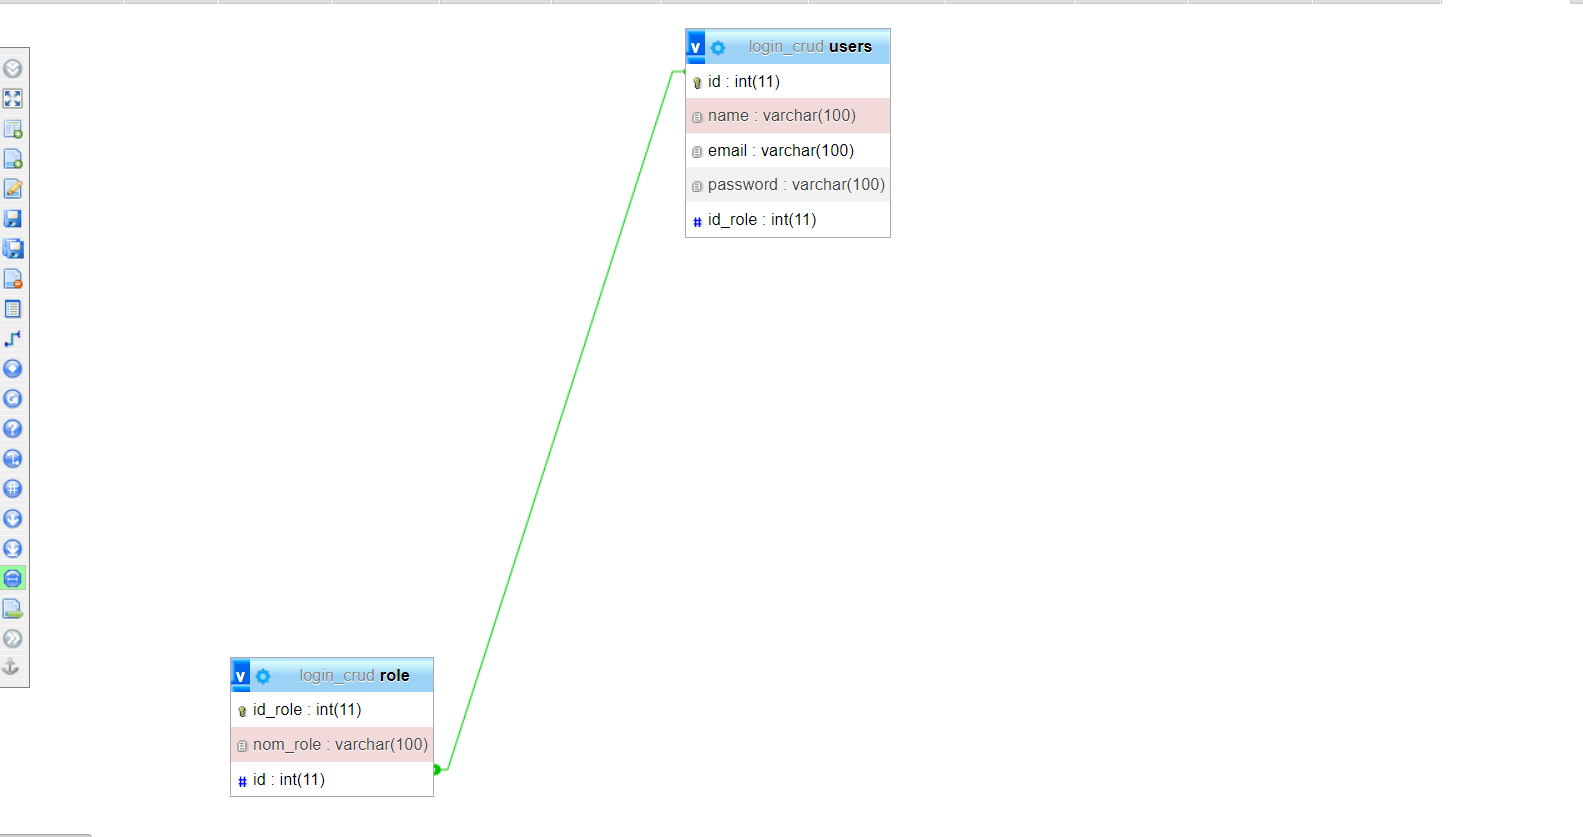 v login_crud users
id : int(11)
name : varchar(100)
email : varchar(100)
password : varchar(100)
# id_role : int(11)
v login_crud role
id_role : int(11)
nom_role : varchar(100)
# id : int(11)